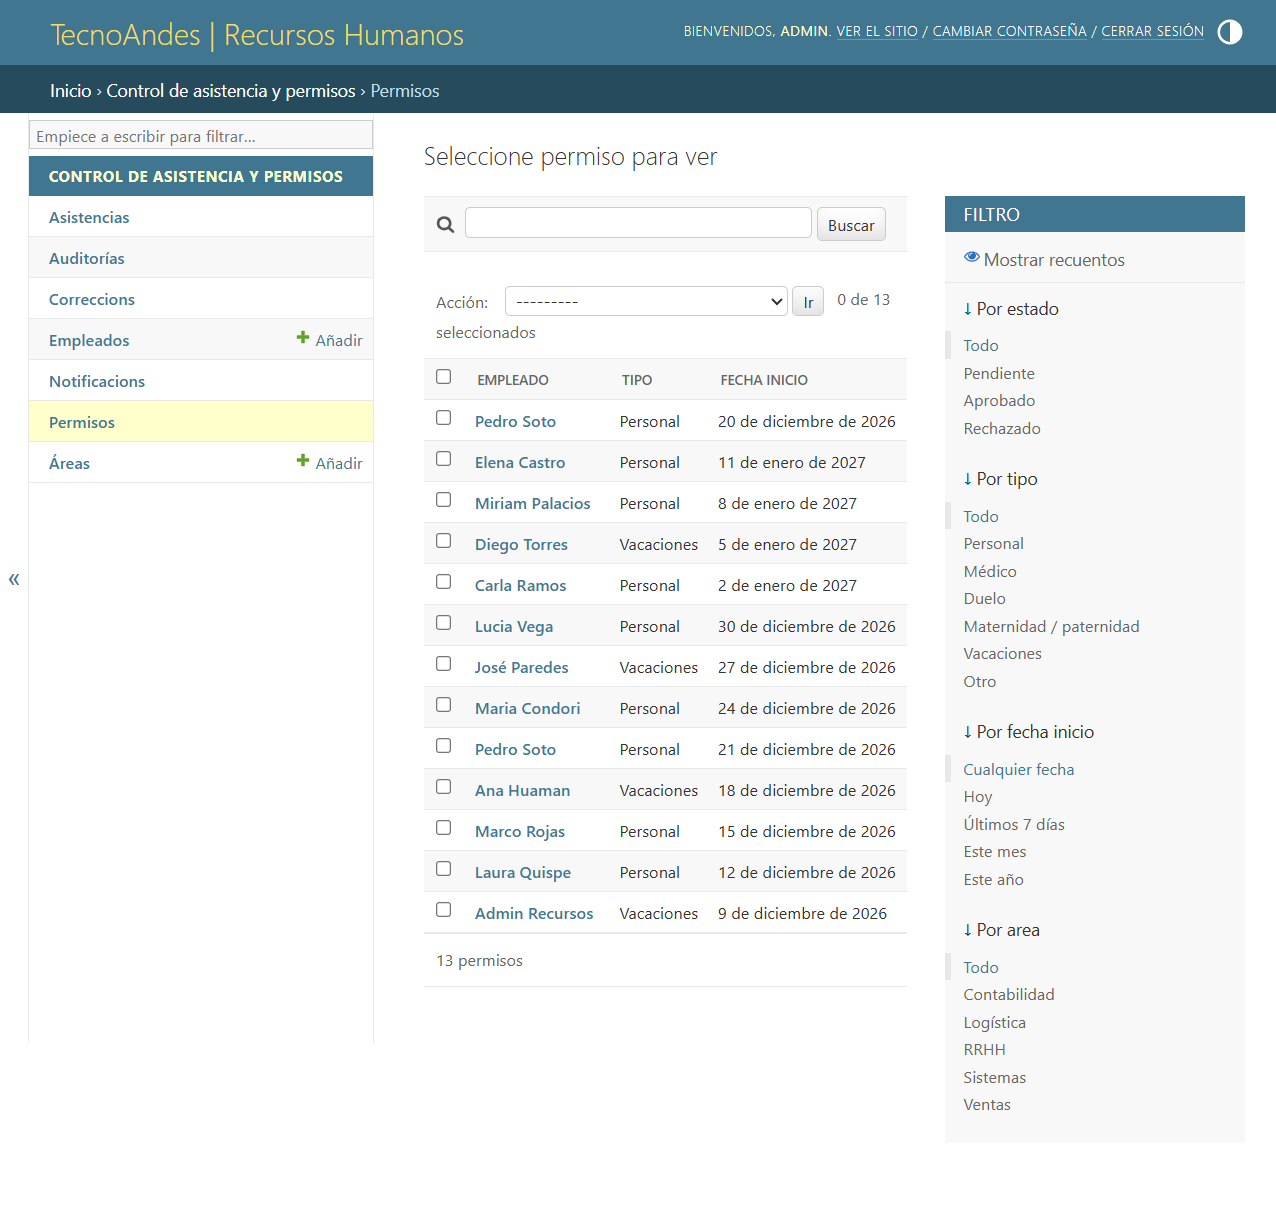 TecnoAndes | Recursos Humanos
BIENVENIDOS, ADMIN. VER EL SITIO / CAMBIAR CONTRASEÑA / CERRAR SESIÓN
Inicio › Control de asistencia y permisos › Permisos
Empiece a escribir para filtrar...
CONTROL DE ASISTENCIA Y PERMISOS
Asistencias
Auditorías
Correccions
Empleados Añadir
Notificacions
Permisos
Áreas Añadir
«
Seleccione permiso para ver
Buscar
Acción: --------- Ir 0 de 13
seleccionados
EMPLEADO TIPO FECHA INICIO
Pedro Soto Personal 20 de diciembre de 2026
Elena Castro Personal 11 de enero de 2027
Miriam Palacios Personal 8 de enero de 2027
Diego Torres Vacaciones 5 de enero de 2027
Carla Ramos Personal 2 de enero de 2027
Lucia Vega Personal 30 de diciembre de 2026
José Paredes Vacaciones 27 de diciembre de 2026
Maria Condori Personal 24 de diciembre de 2026
Pedro Soto Personal 21 de diciembre de 2026
Ana Huaman Vacaciones 18 de diciembre de 2026
Marco Rojas Personal 15 de diciembre de 2026
Laura Quispe Personal 12 de diciembre de 2026
Admin Recursos Vacaciones 9 de diciembre de 2026
13 permisos
FILTRO
Mostrar recuentos
↓ Por estado
Todo
Pendiente
Aprobado
Rechazado
↓ Por tipo
Todo
Personal
Médico
Duelo
Maternidad / paternidad
Vacaciones
Otro
↓ Por fecha inicio
Cualquier fecha
Hoy
Últimos 7 días
Este mes
Este año
↓ Por area
Todo
Contabilidad
Logística
RRHH
Sistemas
Ventas